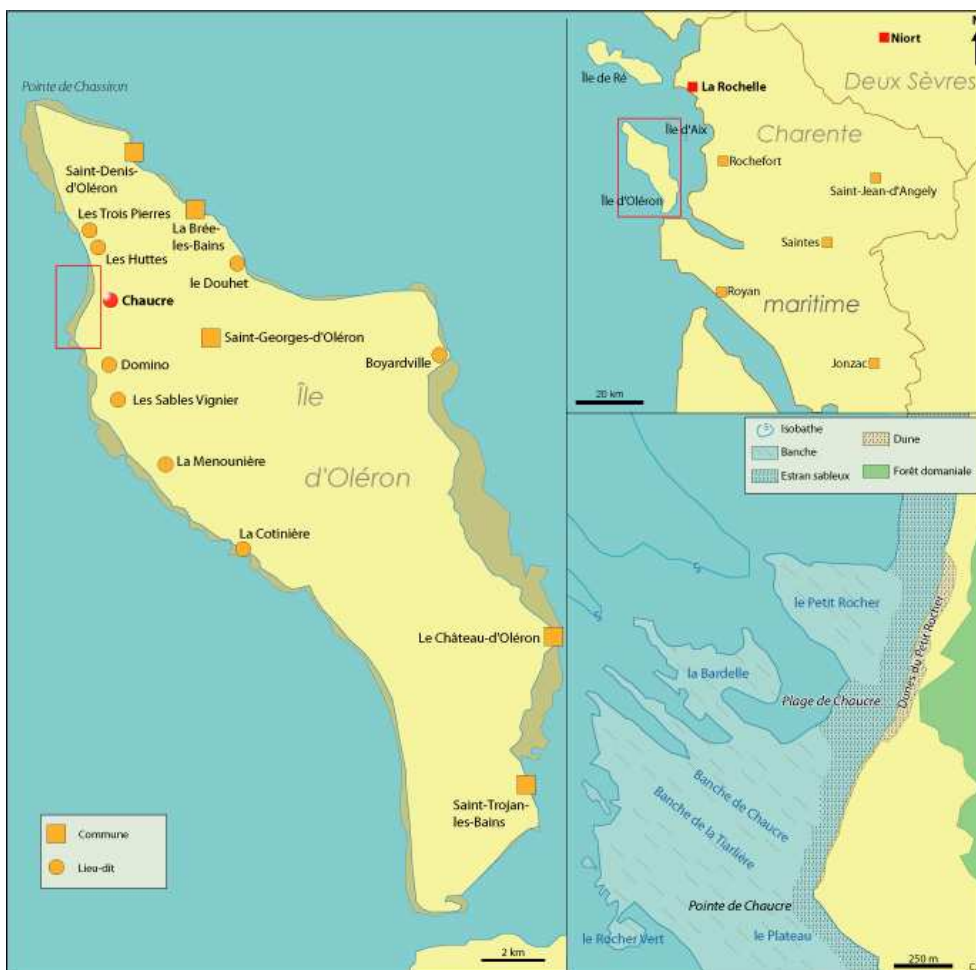 Pointe de Chassiron
Saint-Denis-
d'Oléron
Les Trois Pierres
La Brée-
les-Bains
Les Huttes
le Douhet
Chaucre
Saint-Georges-d'Oléron
Boyardville
Domino
Les Sables Vignier
Île
La Menounière
d'Oléron
La Cotinière
Le Château-d'Oléron
Saint-Trojan-
les-Bains
Commune
Lieu-dit
2 km
Niort
Île de Ré
La Rochelle
Deux Sèvres
Île d'Aix
Charente
Rochefort
Saint-Jean-d'Angely
Île d'Oléron
Saintes
Royan
maritime
Jonzac
20 km
Isobathe
Banche
Estran sableux
Dune
Forêt domaniale
5
5
le Petit Rocher
Dunes du Petit Rocher
la Bardelle
Plage de Chaucre
Banche de Chaucre
Banche de la Tiarlière
Pointe de Chaucre
le Rocher Vert
le Plateau
250 m